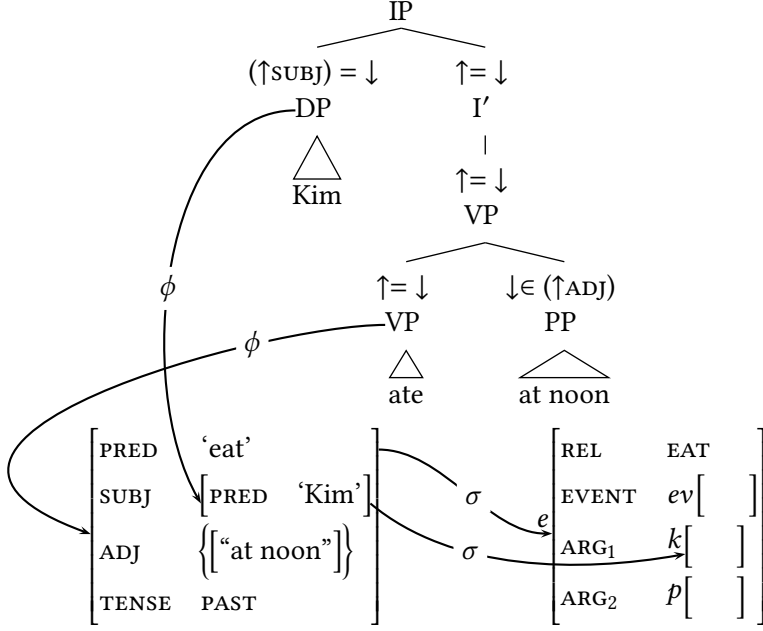 IP
(↑SUBJ) = ↓ ↑= ↓
DP I′
Kim
↑= ↓
VP
↑= ↓ ↓∈ (↑ADJ)
VP PP
ate at noon
ϕ
ϕ
PRED ‘eat’
SUBJ [PRED ‘Kim’]
ADJ {[“at noon”]}
TENSE PAST
σ
σ
e
REL EAT
EVENT ev[ ]
ARG₁ k[ ]
ARG₂ p[ ]